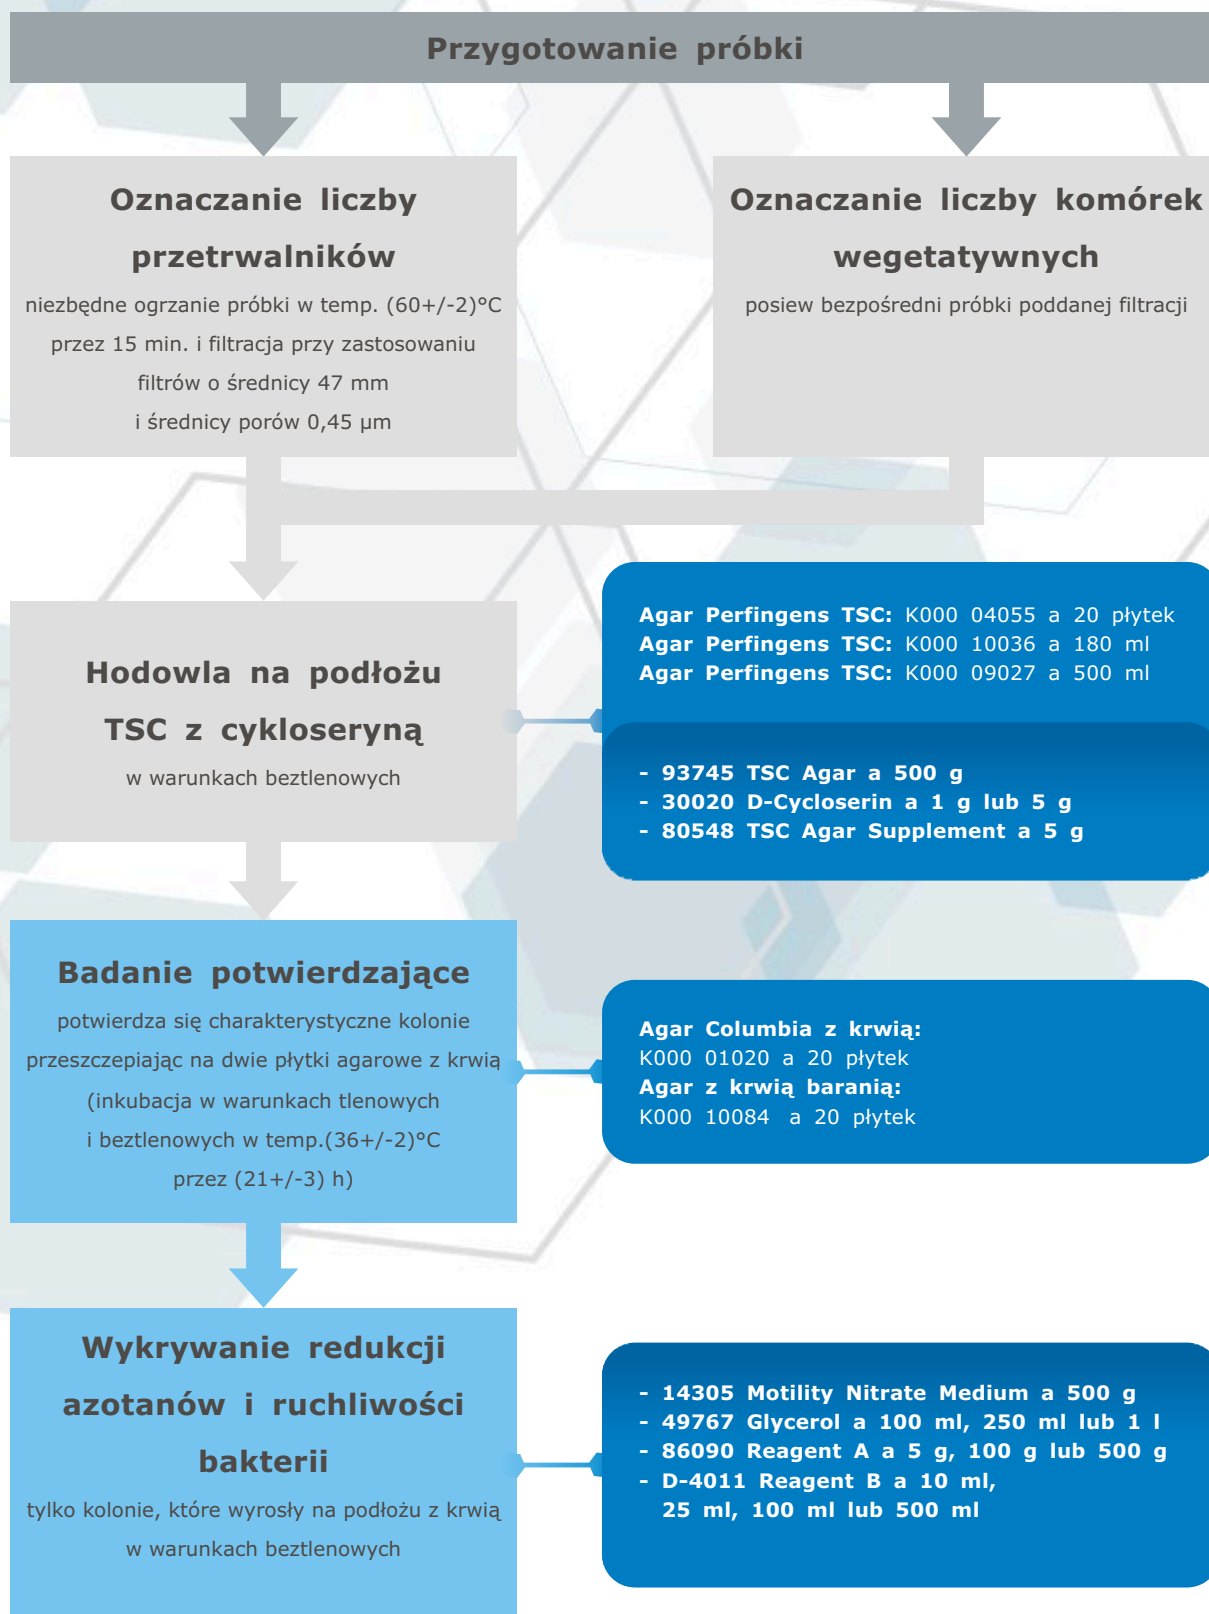 Przygotowanie próbki
Oznaczanie liczby
przetrwalników
niezbędne ogrzanie próbki w temp. (60+/-2)°C
przez 15 min. i filtracja przy zastosowaniu
filtrów o średnicy 47 mm
i średnicy porów 0,45 µm
Oznaczanie liczby komórek
wegetatywnych
posiew bezpośredni próbki poddanej filtracji
Hodowla na podłożu
TSC z cykloseryną
w warunkach beztlenowych
Agar Perfingens TSC: K000 04055 a 20 płytek
Agar Perfingens TSC: K000 10036 a 180 ml
Agar Perfingens TSC: K000 09027 a 500 ml
- 93745 TSC Agar a 500 g
- 30020 D-Cycloserin a 1 g lub 5 g
- 80548 TSC Agar Supplement a 5 g
Badanie potwierdzające
potwierdza się charakterystyczne kolonie
przeszczepiając na dwie płytki agarowe z krwią
(inkubacja w warunkach tlenowych
i beztlenowych w temp.(36+/-2)°C
przez (21+/-3) h)
Agar Columbia z krwią:
K000 01020 a 20 płytek
Agar z krwią baranią:
K000 10084 a 20 płytek
Wykrywanie redukcji
azotanów i ruchliwości
bakterii
tylko kolonie, które wyrosły na podłożu z krwią
w warunkach beztlenowych
- 14305 Motility Nitrate Medium a 500 g
- 49767 Glycerol a 100 ml, 250 ml lub 1 l
- 86090 Reagent A a 5 g, 100 g lub 500 g
- D-4011 Reagent B a 10 ml,
25 ml, 100 ml lub 500 ml